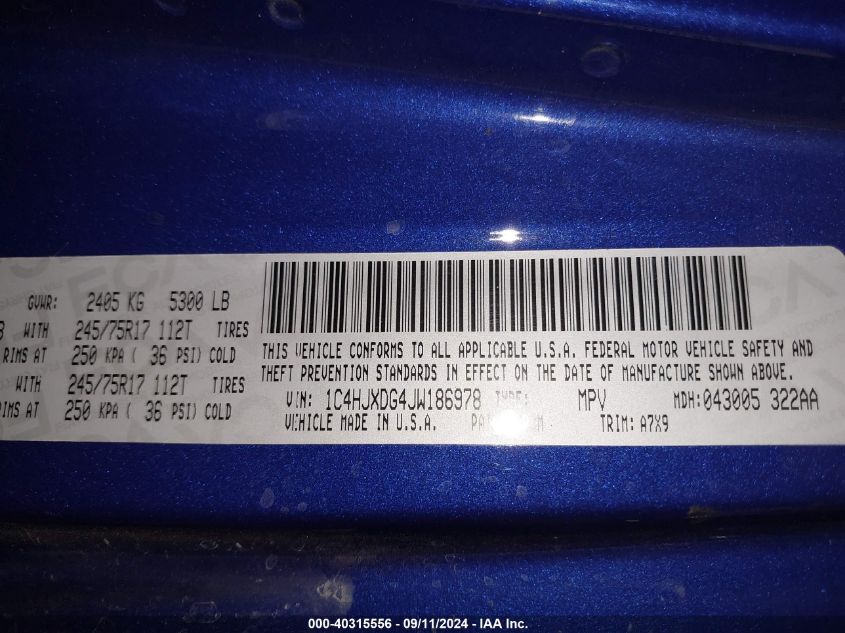 GVWR: 2405 KG 5300 LB
WITH 245/75R17 112T TIRES
RIMS AT 250 KPA ( 36 PSI) COLD
WITH 245/75R17 112T TIRES
RIMS AT 250 KPA ( 36 PSI) COLD
THIS VEHICLE CONFORMS TO ALL APPLICABLE U.S.A. FEDERAL MOTOR VEHICLE SAFETY AND
THEFT PREVENTION STANDARDS IN EFFECT ON THE DATE OF MANUFACTURE SHOWN ABOVE.
VIN: 1C4HJXDG4JW186978 TYPE: MPV MDH:043005 322AA
VEHICLE MADE IN U.S.A. TRIM: A7X9
000-40315556 - 09/11/2024 - IAA Inc.